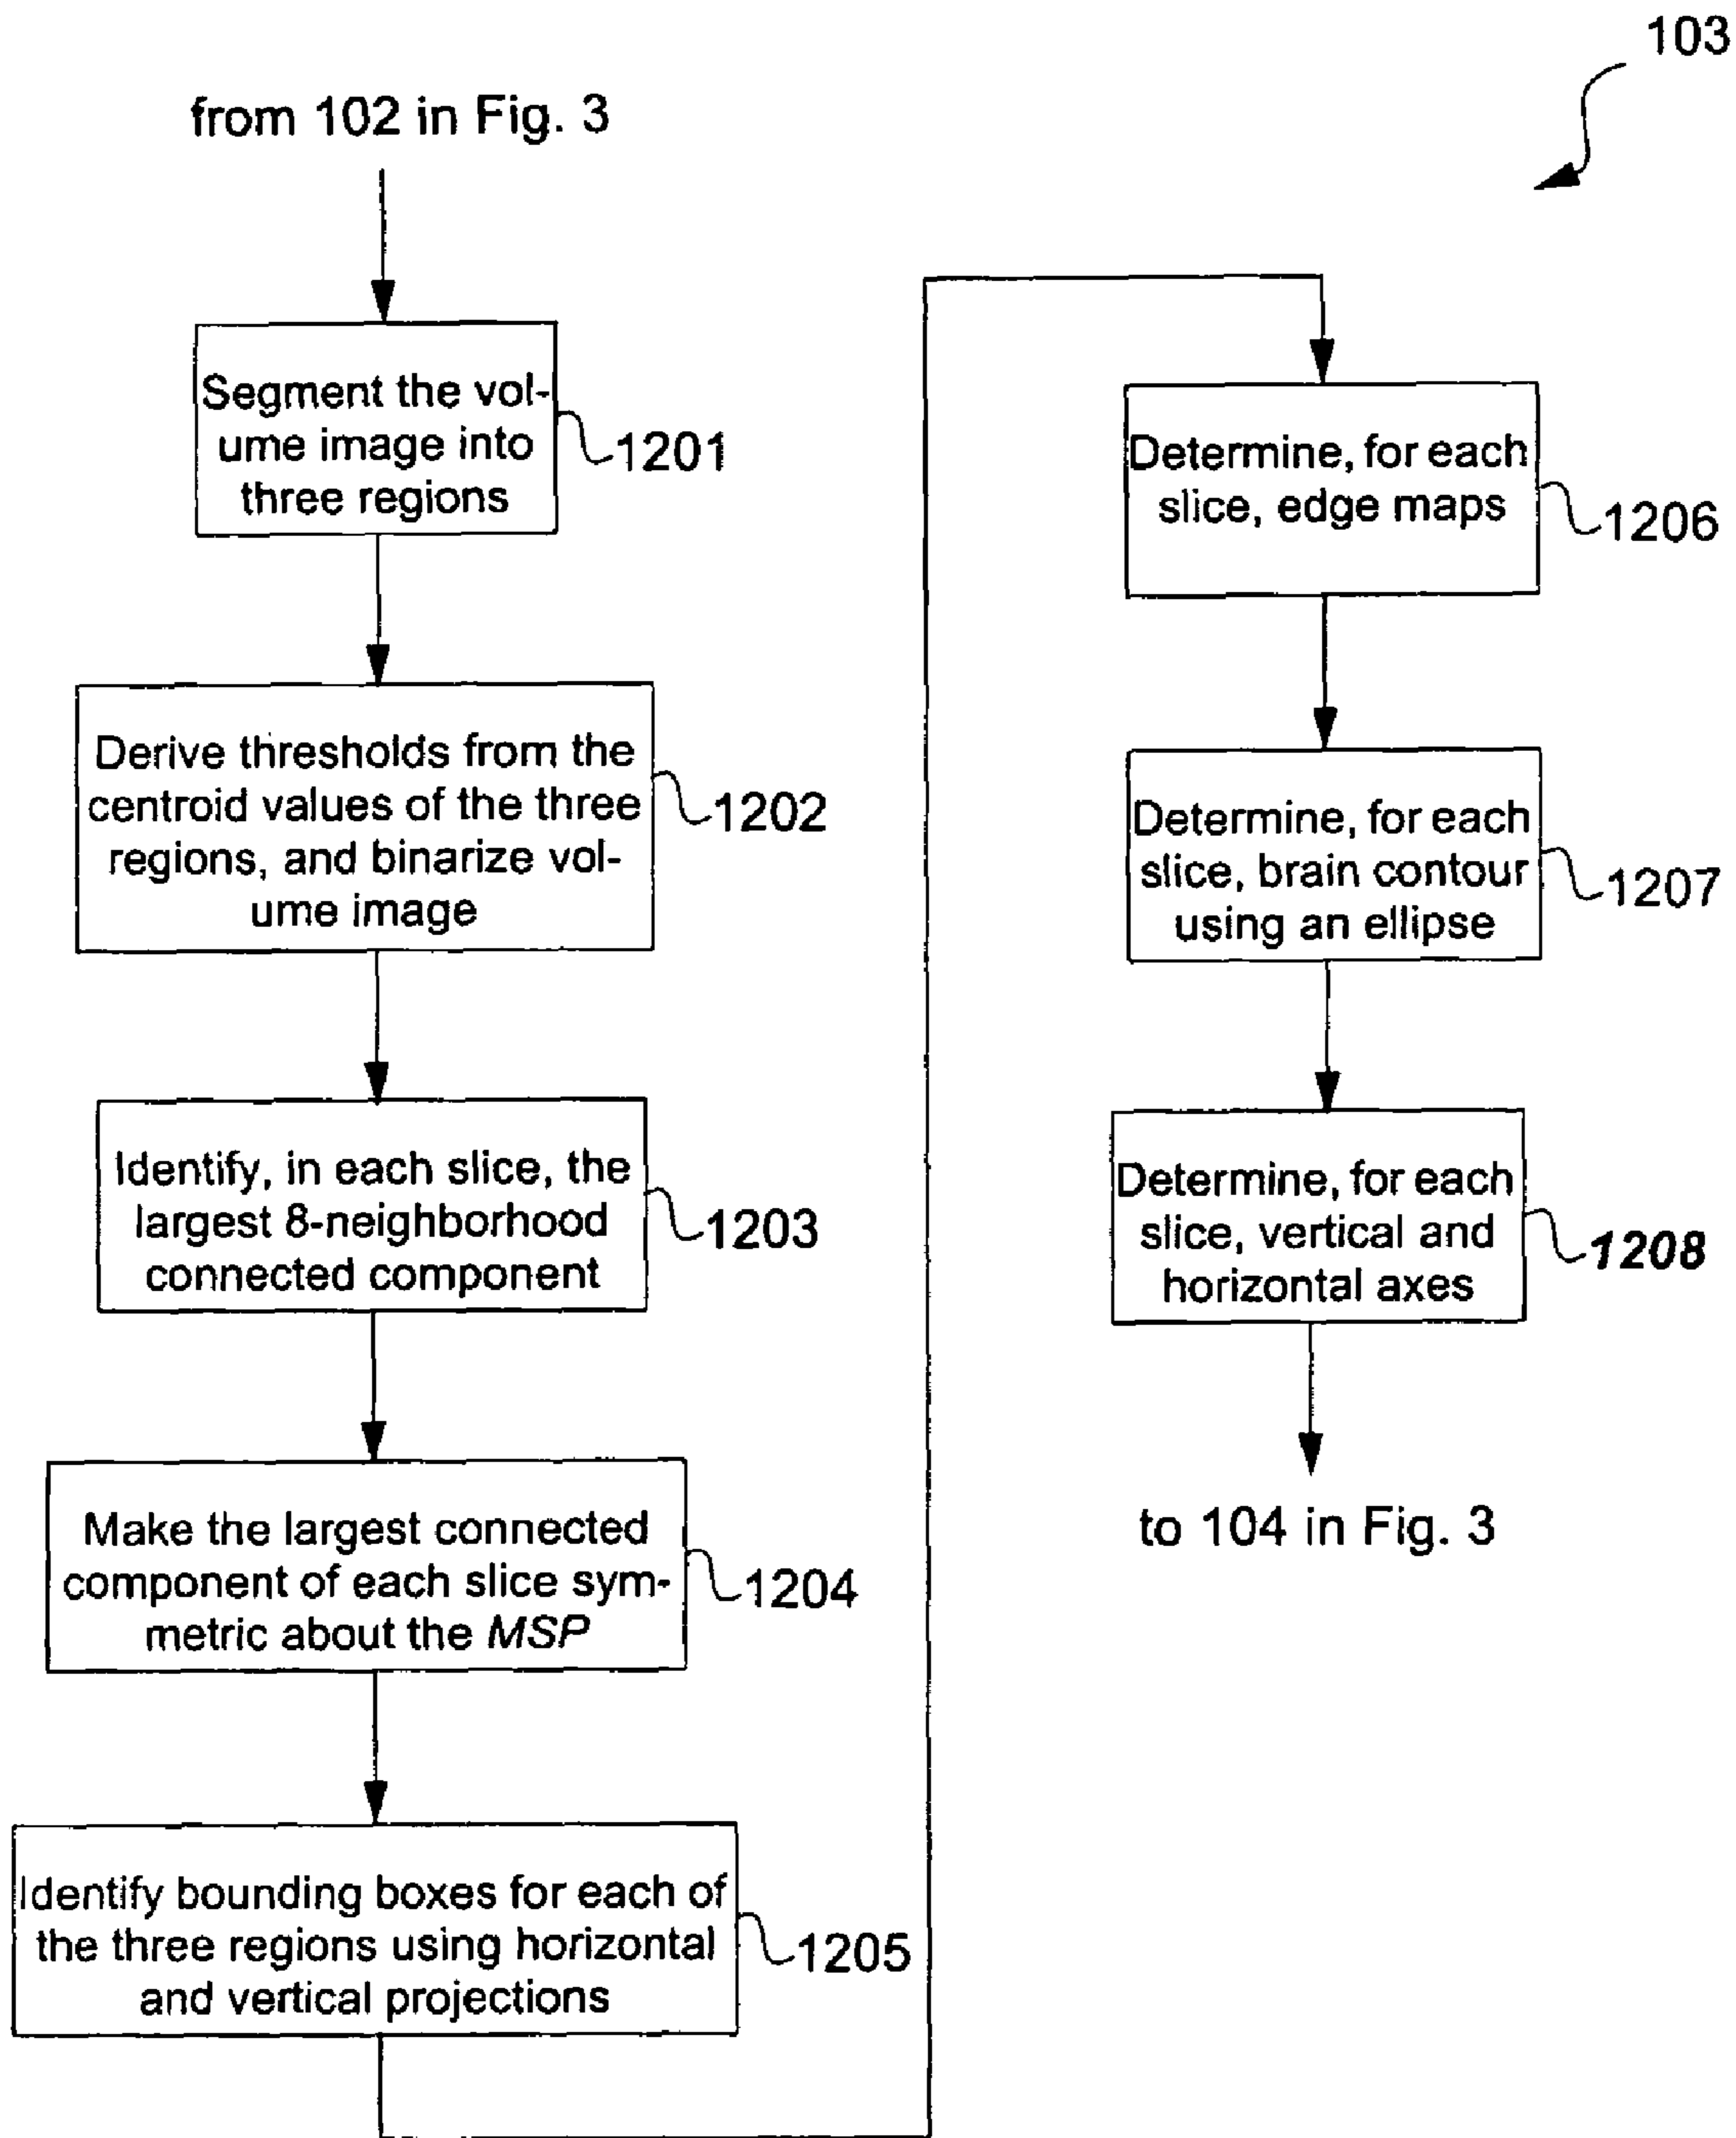 103
from 102 in Fig. 3
Segment the vol-
ume image into
three regions
1201
Derive thresholds from the
centroid values of the three
regions, and binarize vol-
ume image
1202
Identify, in each slice, the
largest 8-neighborhood
connected component
1203
Make the largest connected
component of each slice sym-
metric about the MSP
1204
Identify bounding boxes for each of
the three regions using horizontal
and vertical projections
1205
Determine, for each
slice, edge maps
1206
Determine, for each
slice, brain contour
using an ellipse
1207
Determine, for each
slice, vertical and
horizontal axes
1208
to 104 in Fig. 3